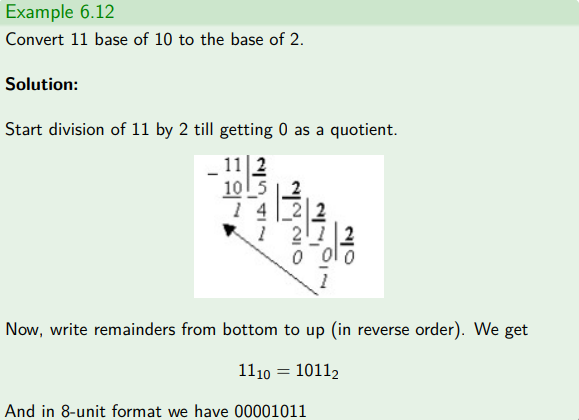 Example 6.12
Convert 11 base of 10 to the base of 2.
Solution:
Start division of 11 by 2 till getting 0 as a quotient.
− 11 2
10 5 2
1 4 2 2
1 2 1 2
0 0 0
1
Now, write remainders from bottom to up (in reverse order). We get
11₁₀ = 1011₂
And in 8-unit format we have 00001011